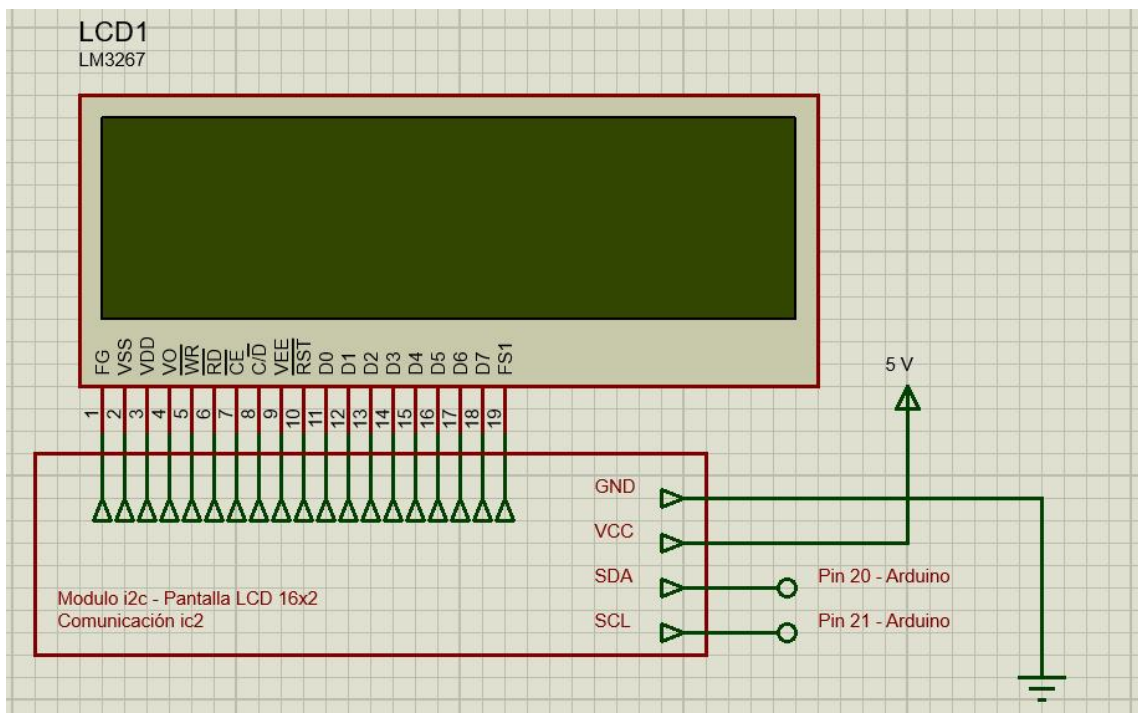 LCD1
LM3267
FG
VSS
VDD
VO
WR
RD
CE
C/D
VEE
RST
D0
D1
D2
D3
D4
D5
D6
D7
FS1
1
2
3
4
5
6
7
8
9
10
11
12
13
14
15
16
17
18
19
5 V
GND
VCC
SDA
Pin 20 - Arduino
SCL
Pin 21 - Arduino
Modulo i2c - Pantalla LCD 16x2
Comunicación ic2